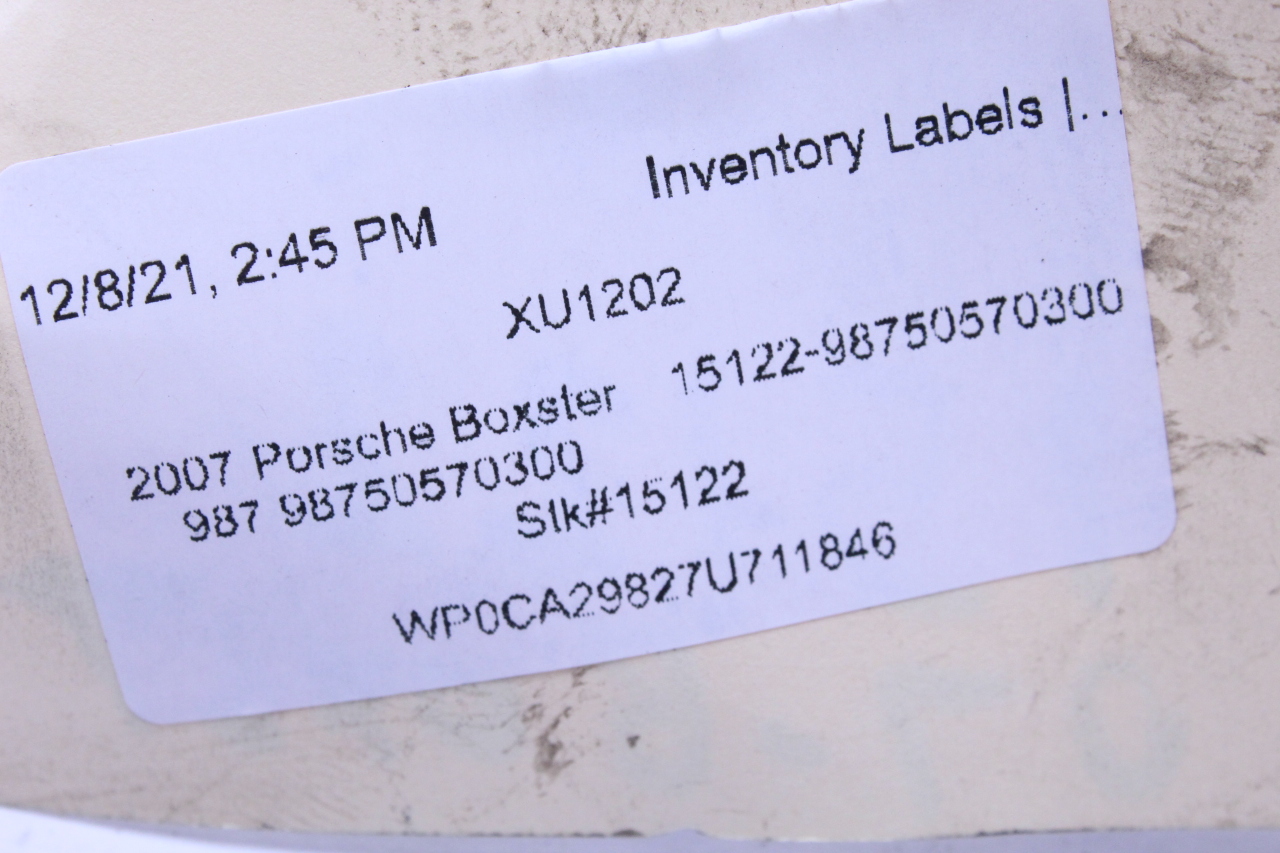 12/8/21, 2:45 PM Inventory Labels |...
XU1202
2007 Porsche Boxster 15122-98750570300
987 98750570300
Stk#15122
WP0CA29827U711846